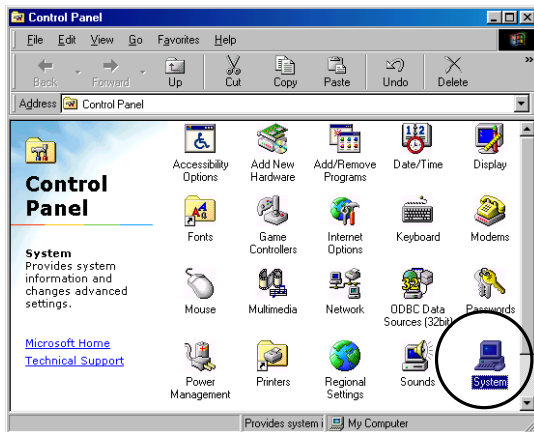 Control Panel
File Edit View Go Favorites Help
Back Forward Up Cut Copy Paste Undo Delete »
Address Control Panel
Control
Panel
System
Provides system
information and
changes advanced
settings.
Microsoft Home
Technical Support
Accessibility
Options
Add New
Hardware
Add/Remove
Programs
Date/Time
Display
Fonts
Game
Controllers
Internet
Options
Keyboard
Modems
Mouse
Multimedia
Network
ODBC Data
Sources (32bit)
Passwords
Power
Management
Printers
Regional
Settings
Sounds
System
Provides system i My Computer